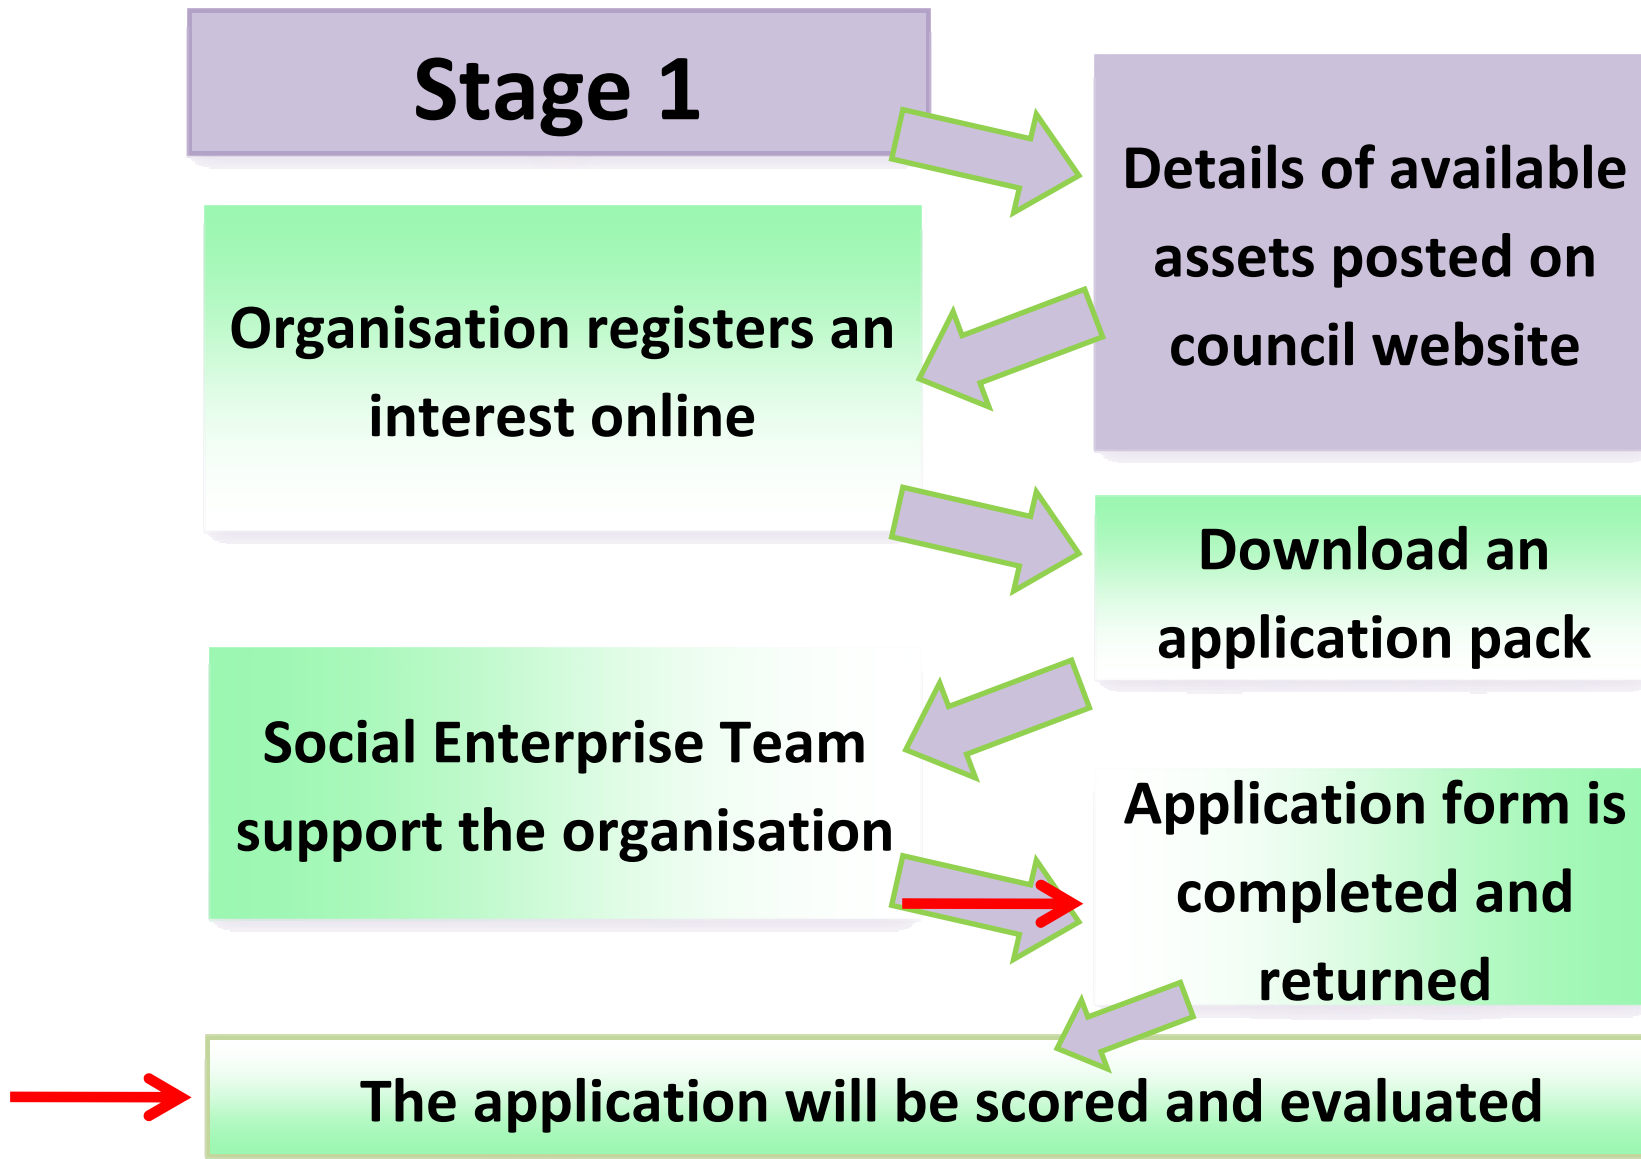 Stage 1
Details of available
assets posted on
council website
Organisation registers an
interest online
Download an
application pack
Social Enterprise Team
support the organisation
Application form is
completed and
returned
The application will be scored and evaluated